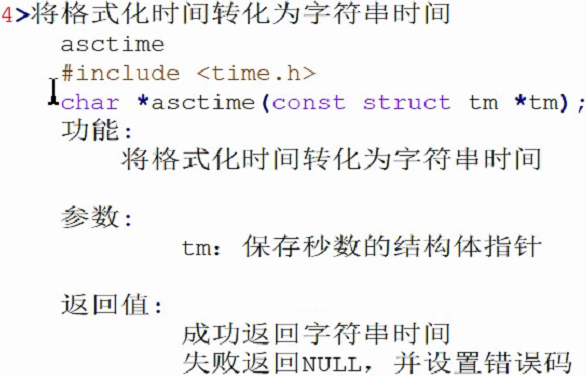 4>将格式化时间转化为字符串时间
asctime
#include <time.h>
char *asctime(const struct tm *tm);
功能:
将格式化时间转化为字符串时间
参数:
tm: 保存秒数的结构体指针
返回值:
成功返回字符串时间
失败返回NULL，并设置错误码